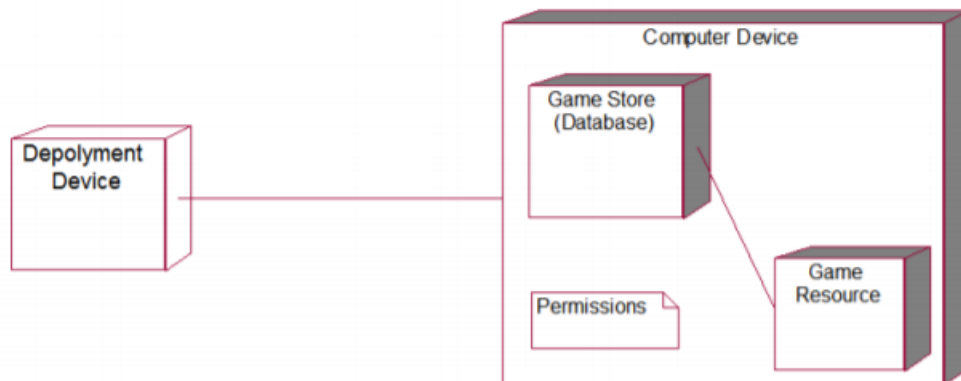 Computer Device
Game Store
(Database)
Depolyment
Device
Game
Resource
Permissions